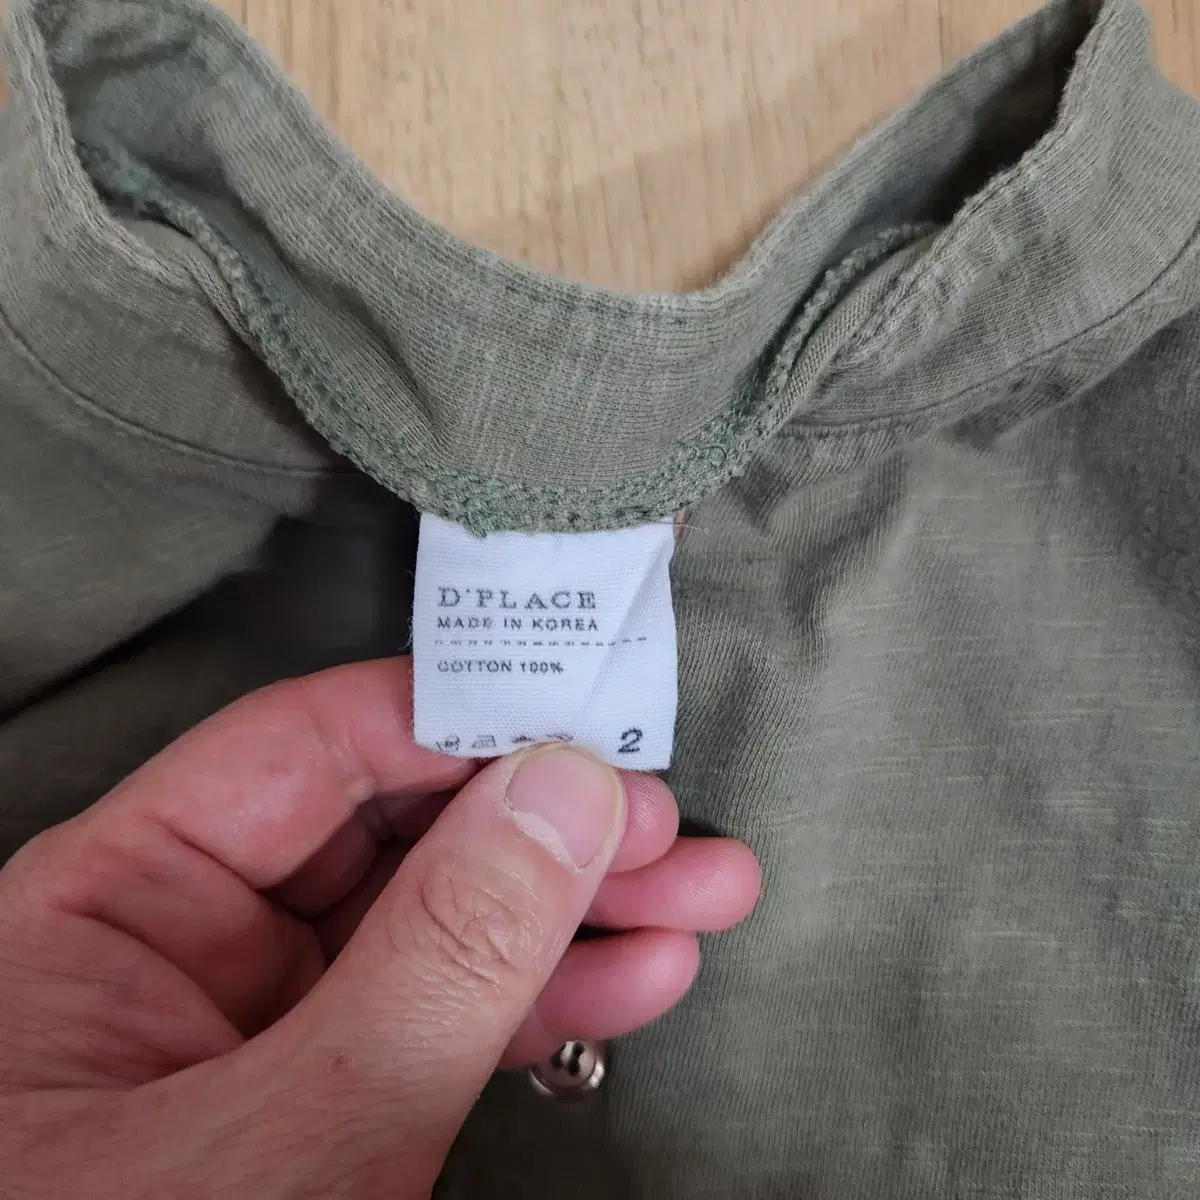 D'PLACE
MADE IN KOREA
COTTON 100%
2